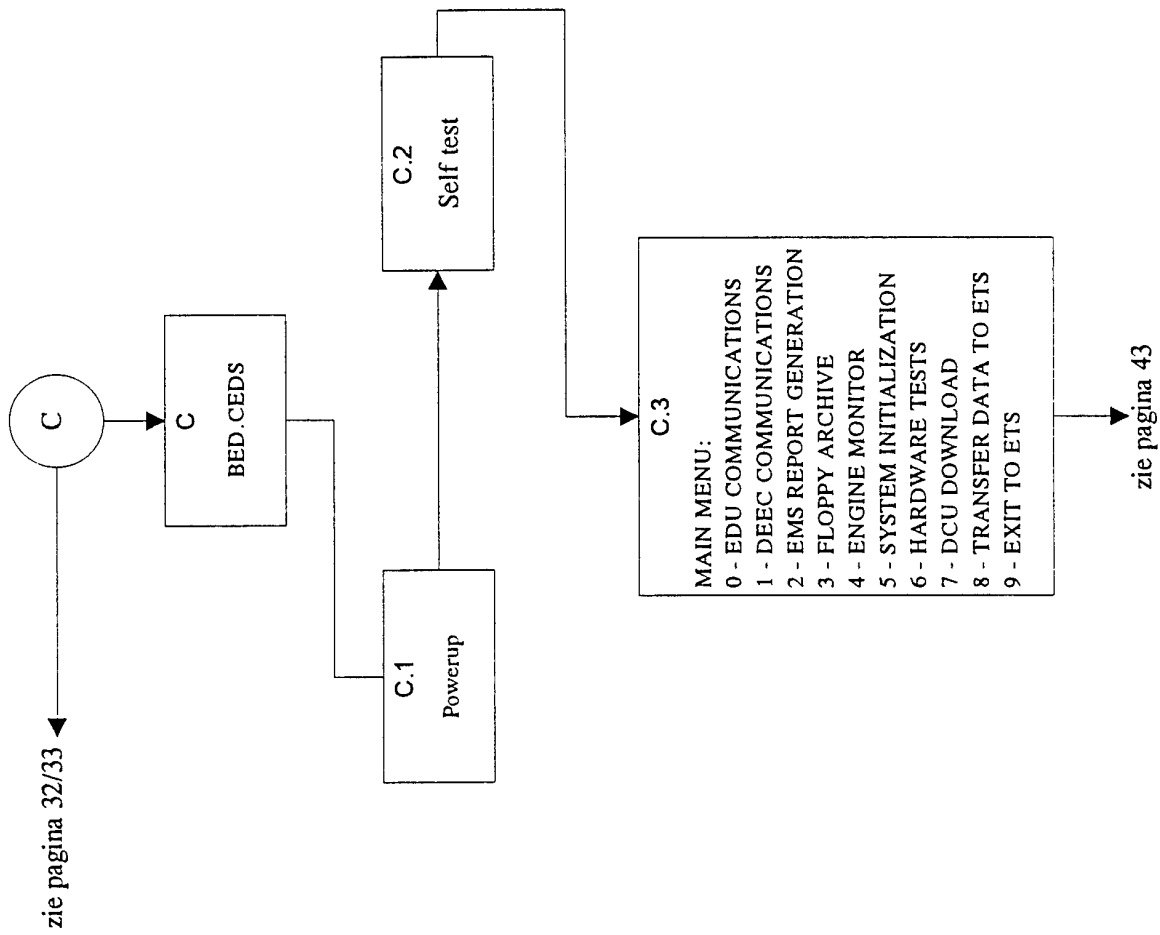 zie pagina 32/33
C
C
BED.CEDS
C.1
Powerup
C.2
Self test
C.3
MAIN MENU:
0 - EDU COMMUNICATIONS
1 - DEEC COMMUNICATIONS
2 - EMS REPORT GENERATION
3 - FLOPPY ARCHIVE
4 - ENGINE MONITOR
5 - SYSTEM INITIALIZATION
6 - HARDWARE TESTS
7 - DCU DOWNLOAD
8 - TRANSFER DATA TO ETS
9 - EXIT TO ETS
zie pagina 43